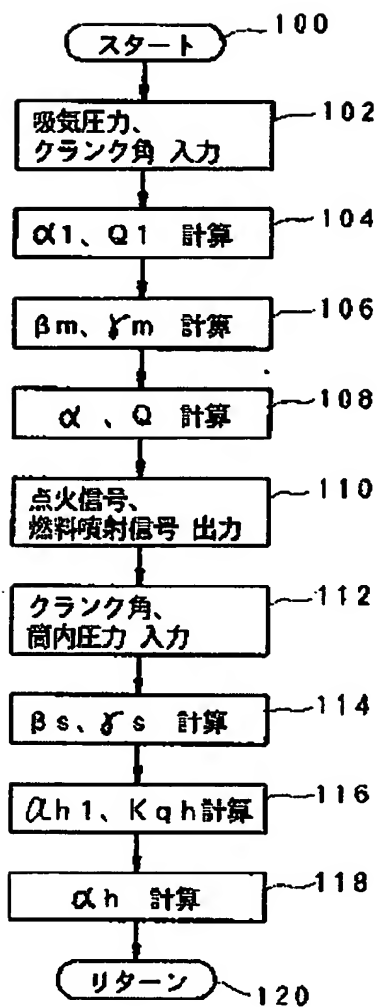 スタート
100
吸気圧力、
クランク角 入力
102
α1、Q1 計算
104
βm、γm 計算
106
α 、Q 計算
108
点火信号、
燃料噴射信号 出力
110
クランク角、
筒内圧力 入力
112
βs、γs 計算
114
αh1、Kqh計算
116
αh 計算
118
リターン
120